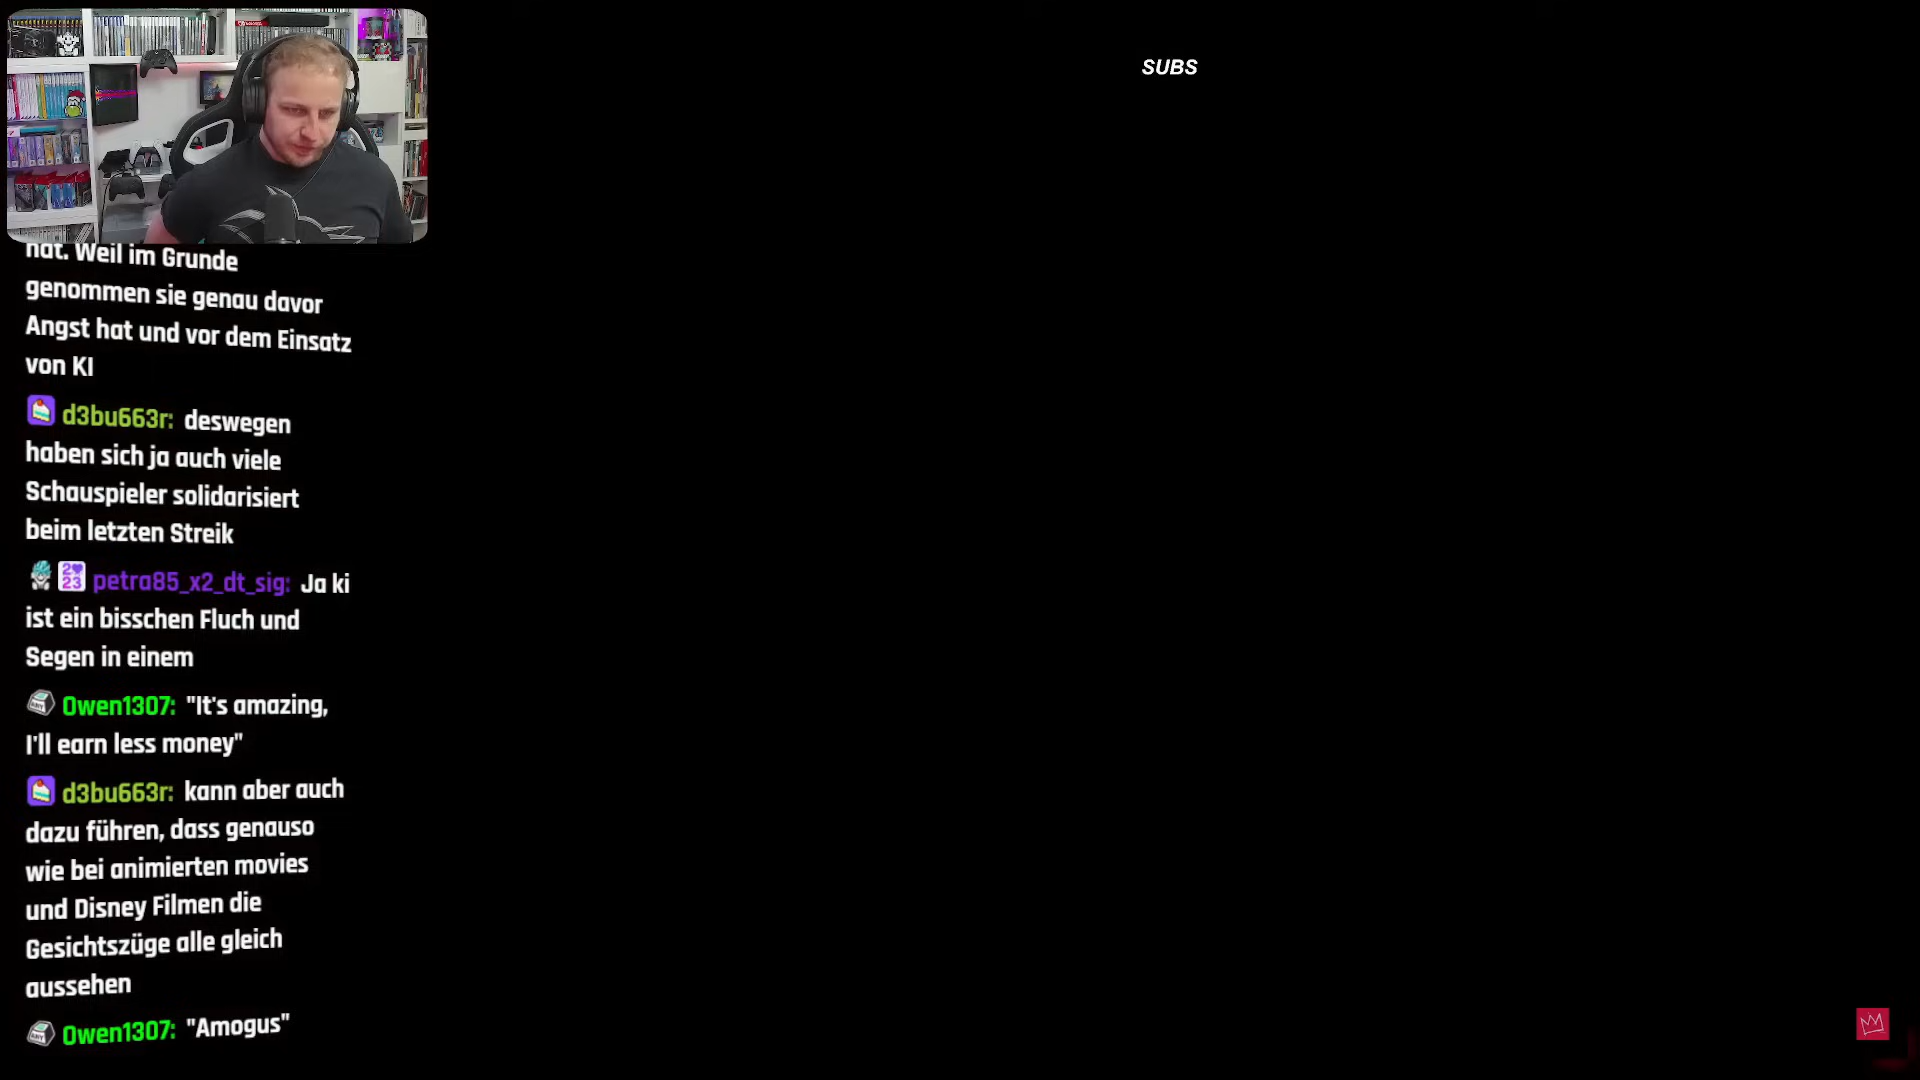 SUBS
hat. Weil im Grunde
genommen sie genau davor
Angst hat und vor dem Einsatz
von KI
d3bu663r: deswegen
haben sich ja auch viele
Schauspieler solidarisiert
beim letzten Streik
petra85_x2_dt_sig: Ja ki
ist ein bisschen Fluch und
Segen in einem
Owen1307: "It's amazing,
I'll earn less money"
d3bu663r: kann aber auch
dazu führen, dass genauso
wie bei animierten movies
und Disney Filmen die
Gesichtszüge alle gleich
aussehen
Owen1307: "Amogus"